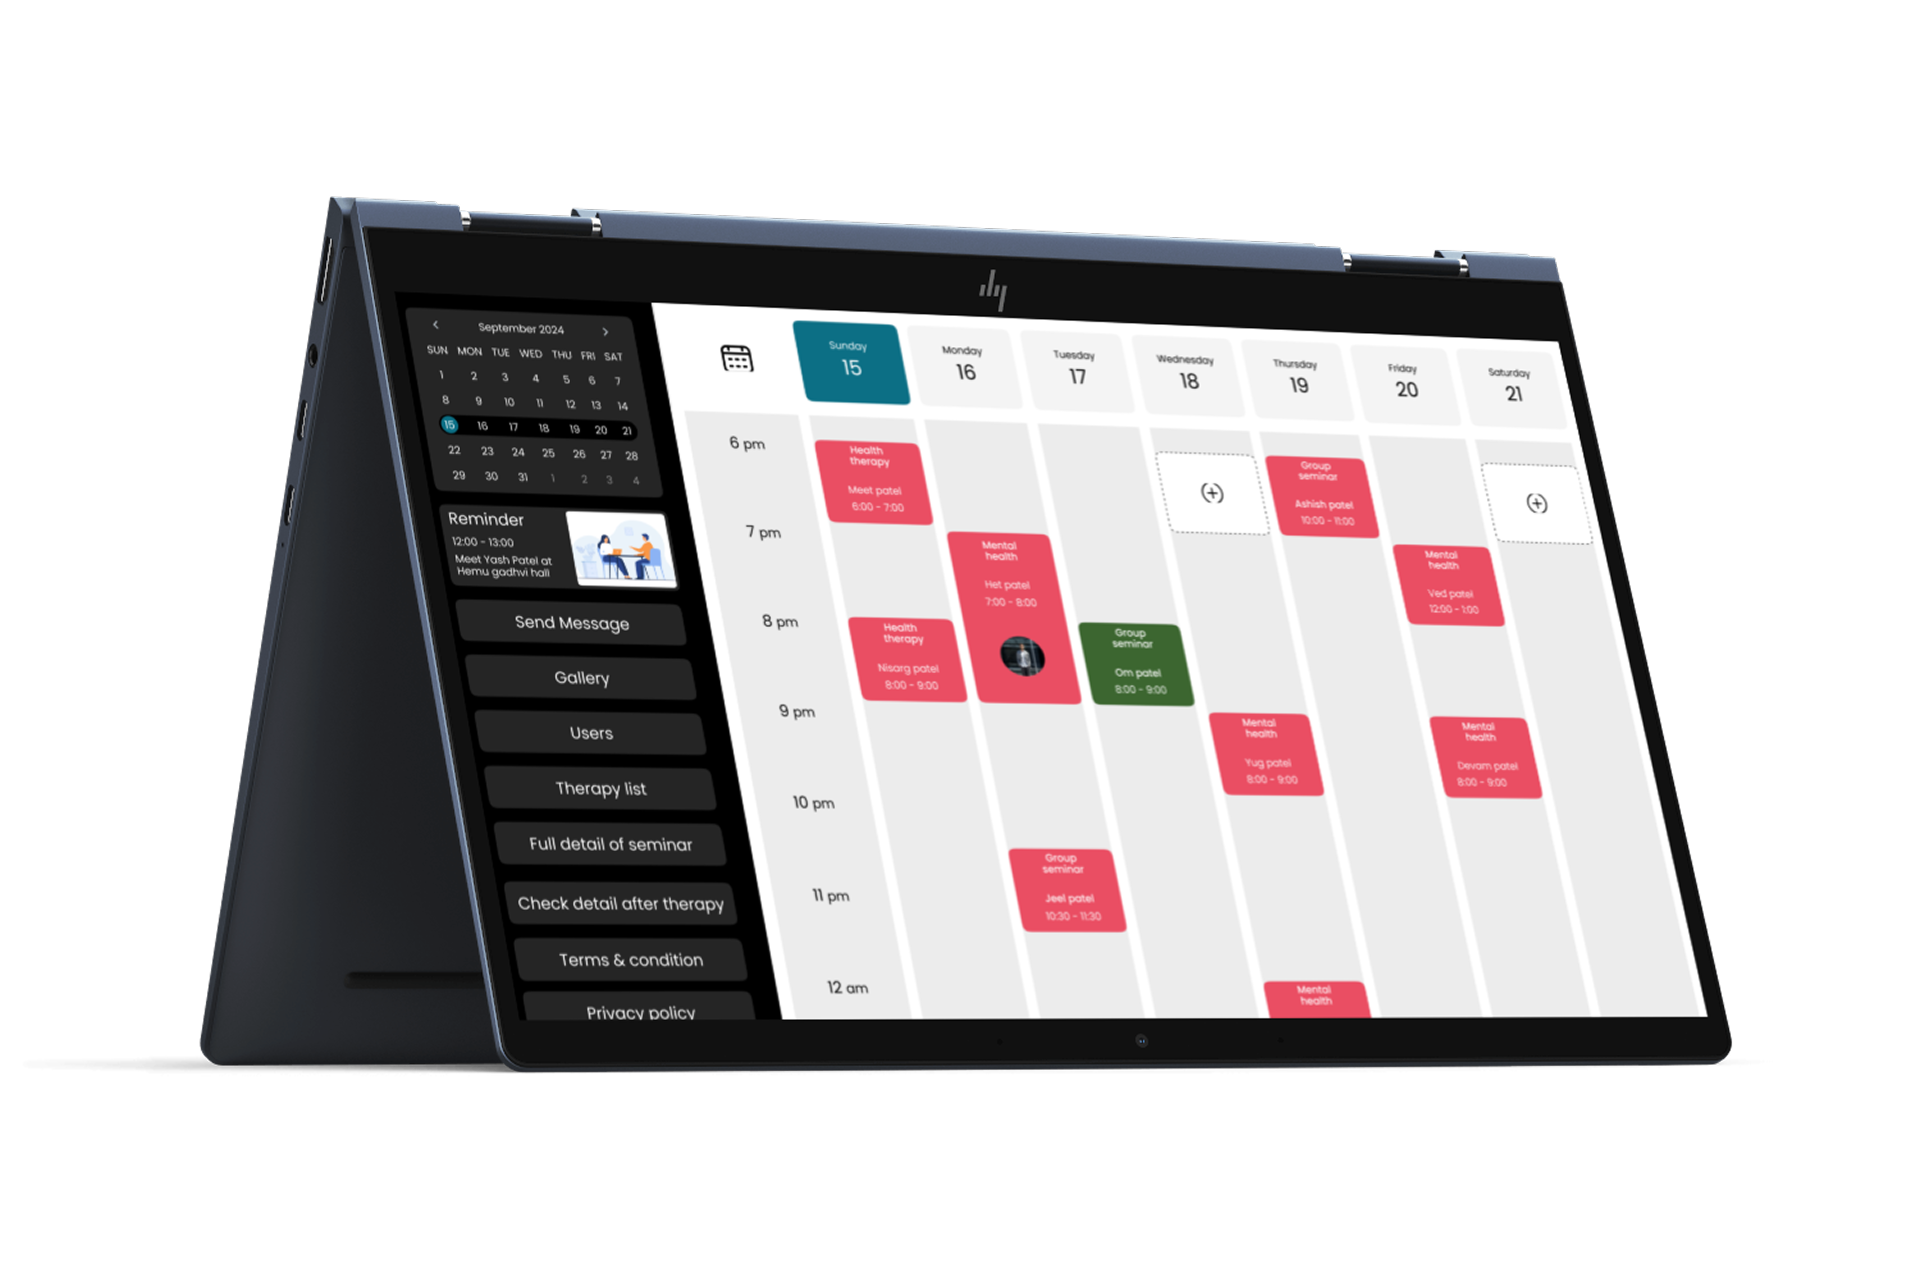 September 2024
SUN MON TUE WED THU FRI SAT
1 2 3 4 5 6 7
8 9 10 11 12 13 14
15 16 17 18 19 20 21
22 23 24 25 26 27 28
29 30 31 1 2 3 4
Reminder
12:00 - 13:00
Meet Yash Patel at
Hemu gadhvi hall
Send Message
Gallery
Users
Therapy list
Full detail of seminar
Check detail after therapy
Terms & condition
Privacy policy
hp
Sunday
15
Monday
16
Tuesday
17
Wednesday
18
Thursday
19
Friday
20
Saturday
21
6 pm
7 pm
8 pm
9 pm
10 pm
11 pm
12 am
Health
therapy
Meet patel
6:00 - 7:00
Health
therapy
Nisarg patel
8:00 - 9:00
Mental
health
Het patel
7:00 - 8:00
Group
seminar
Jeel patel
10:30 - 11:30
Group
seminar
Om patel
8:00 - 9:00
Mental
health
Yug patel
8:00 - 9:00
Group
seminar
Ashish patel
10:00 - 11:00
Mental
health
Mental
health
Ved patel
12:00 - 1:00
Mental
health
Devam patel
8:00 - 9:00